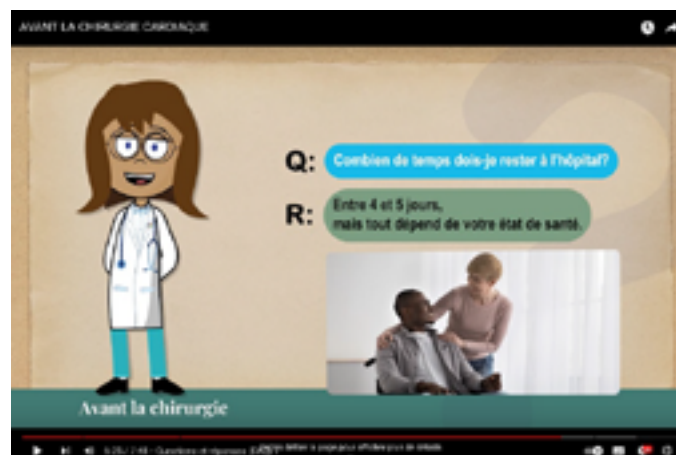 AVANT LA CHIRURGIE CARDIAQUE
Q: Combien de temps dois-je rester à l'hôpital?
R: Entre 4 et 5 jours,
mais tout dépend de votre état de santé.
Avant la chirurgie